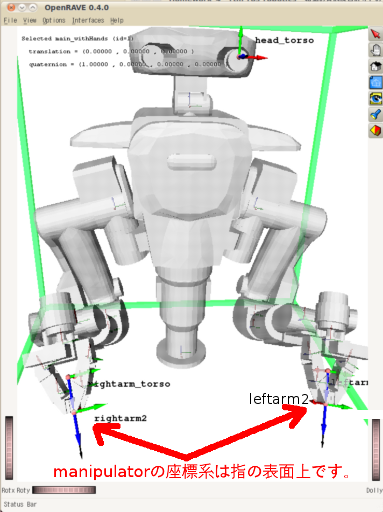 OpenRAVE 0.4.0
File View Options Interfaces Help
Selected main_withHands (id=2)
translation = (0.00000 , 0.00000 , 0.00000 )
quaternion = (1.00000 , 0.00000 , 0.00000 , 0.00000
head_torso
rightarm_torso
leftarm
leftarm2
rightarm2
manipulatorの座標系は指の表面上です。
Rotx Roty
Dolly
Status Bar